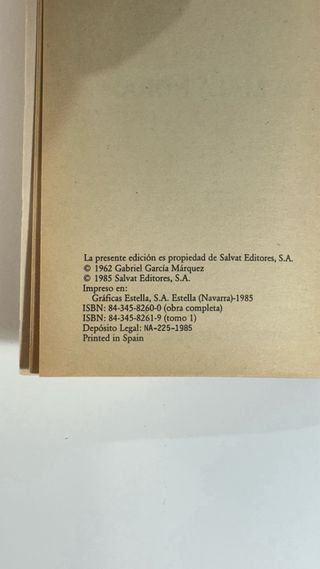 La presente edición es propiedad de Salvat Editores, S.A.
© 1962 Gabriel García Márquez
© 1985 Salvat Editores, S.A.
Impreso en:
Gráficas Estella, S.A. Estella (Navarra)-1985
ISBN: 84-345-8260-0 (obra completa)
ISBN: 84-345-8261-9 (tomo 1)
Depósito Legal: NA-225-1985
Printed in Spain